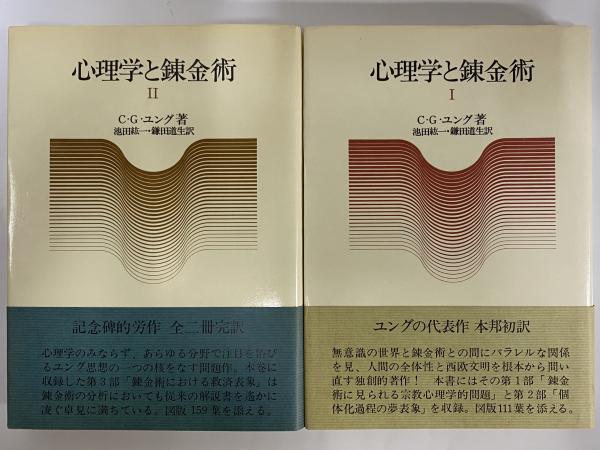 心理学と錬金術
II
C・G・ユング著
池田紘一・鎌田道生訳
記念碑的労作 全二冊完訳
心理学のみならず、あらゆる分野で注目を浴び
るユング思想の一つの核をなす問題作。本巻に
収録した第3部「錬金術における救済表象」は
錬金術の分析においても従来の解説書を遙かに
凌ぐ卓見に満ちている。図版159葉を添える。
心理学と錬金術
I
C・G・ユング著
池田紘一・鎌田道生訳
ユングの代表作 本邦初訳
無意識の世界と錬金術との間にパラレルな関係
を見、人間の全体性と西欧文明を根本から問い
直す独創的著作! 本書にはその第1部「錬金
術に見られる宗教心理学的問題」と第2部「個
体化過程の夢表象」を収録。図版111葉を添える。